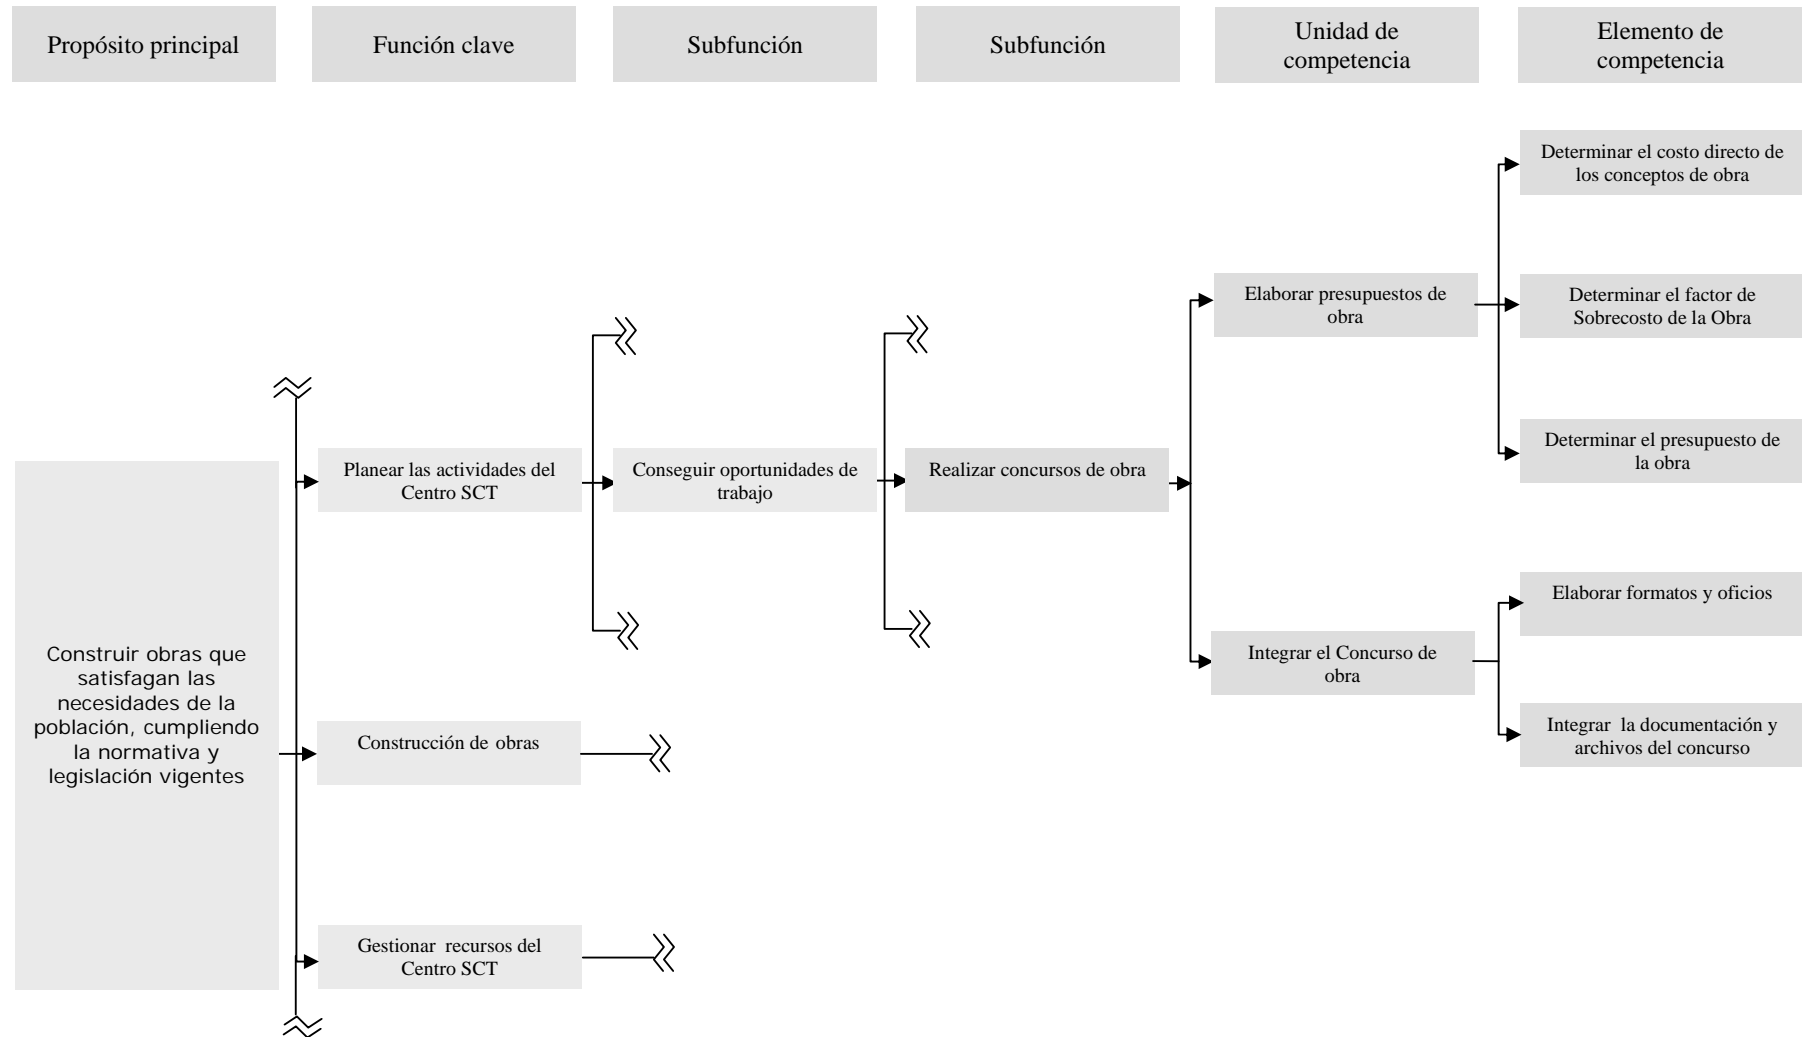 Propósito principal
Función clave
Subfunción
Subfunción
Unidad de
competencia
Elemento de
competencia
Construir obras que
satisfagan las
necesidades de la
población, cumpliendo
la normativa y
legislación vigentes
Planear las actividades del
Centro SCT
Construcción de obras
Gestionar recursos del
Centro SCT
Conseguir oportunidades de
trabajo
Realizar concursos de obra
Elaborar presupuestos de
obra
Integrar el Concurso de
obra
Determinar el costo directo de
los conceptos de obra
Determinar el factor de
Sobrecosto de la Obra
Determinar el presupuesto de
la obra
Elaborar formatos y oficios
Integrar la documentación y
archivos del concurso